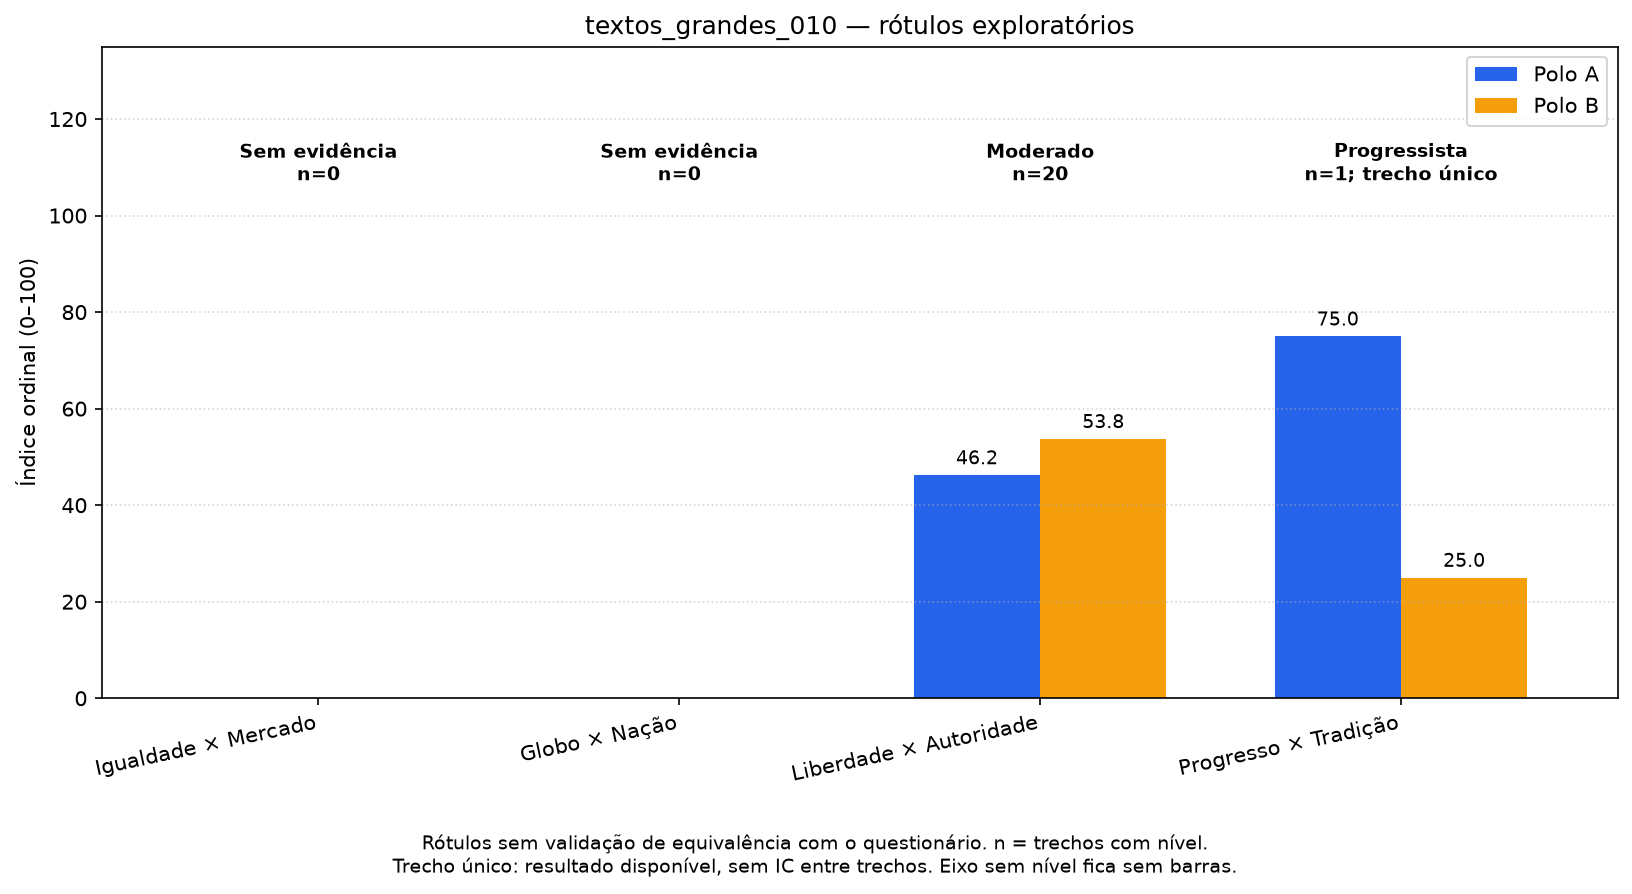 textos_grandes_010 — rótulos exploratórios
Polo A
Polo B
Índice ordinal (0–100)
120
100
80
60
40
20
0
Sem evidência
n=0
Sem evidência
n=0
Moderado
n=20
Progressista
n=1; trecho único
46.2
53.8
75.0
25.0
Igualdade × Mercado
Globo × Nação
Liberdade × Autoridade
Progresso × Tradição
Rótulos sem validação de equivalência com o questionário. n = trechos com nível.
Trecho único: resultado disponível, sem IC entre trechos. Eixo sem nível fica sem barras.